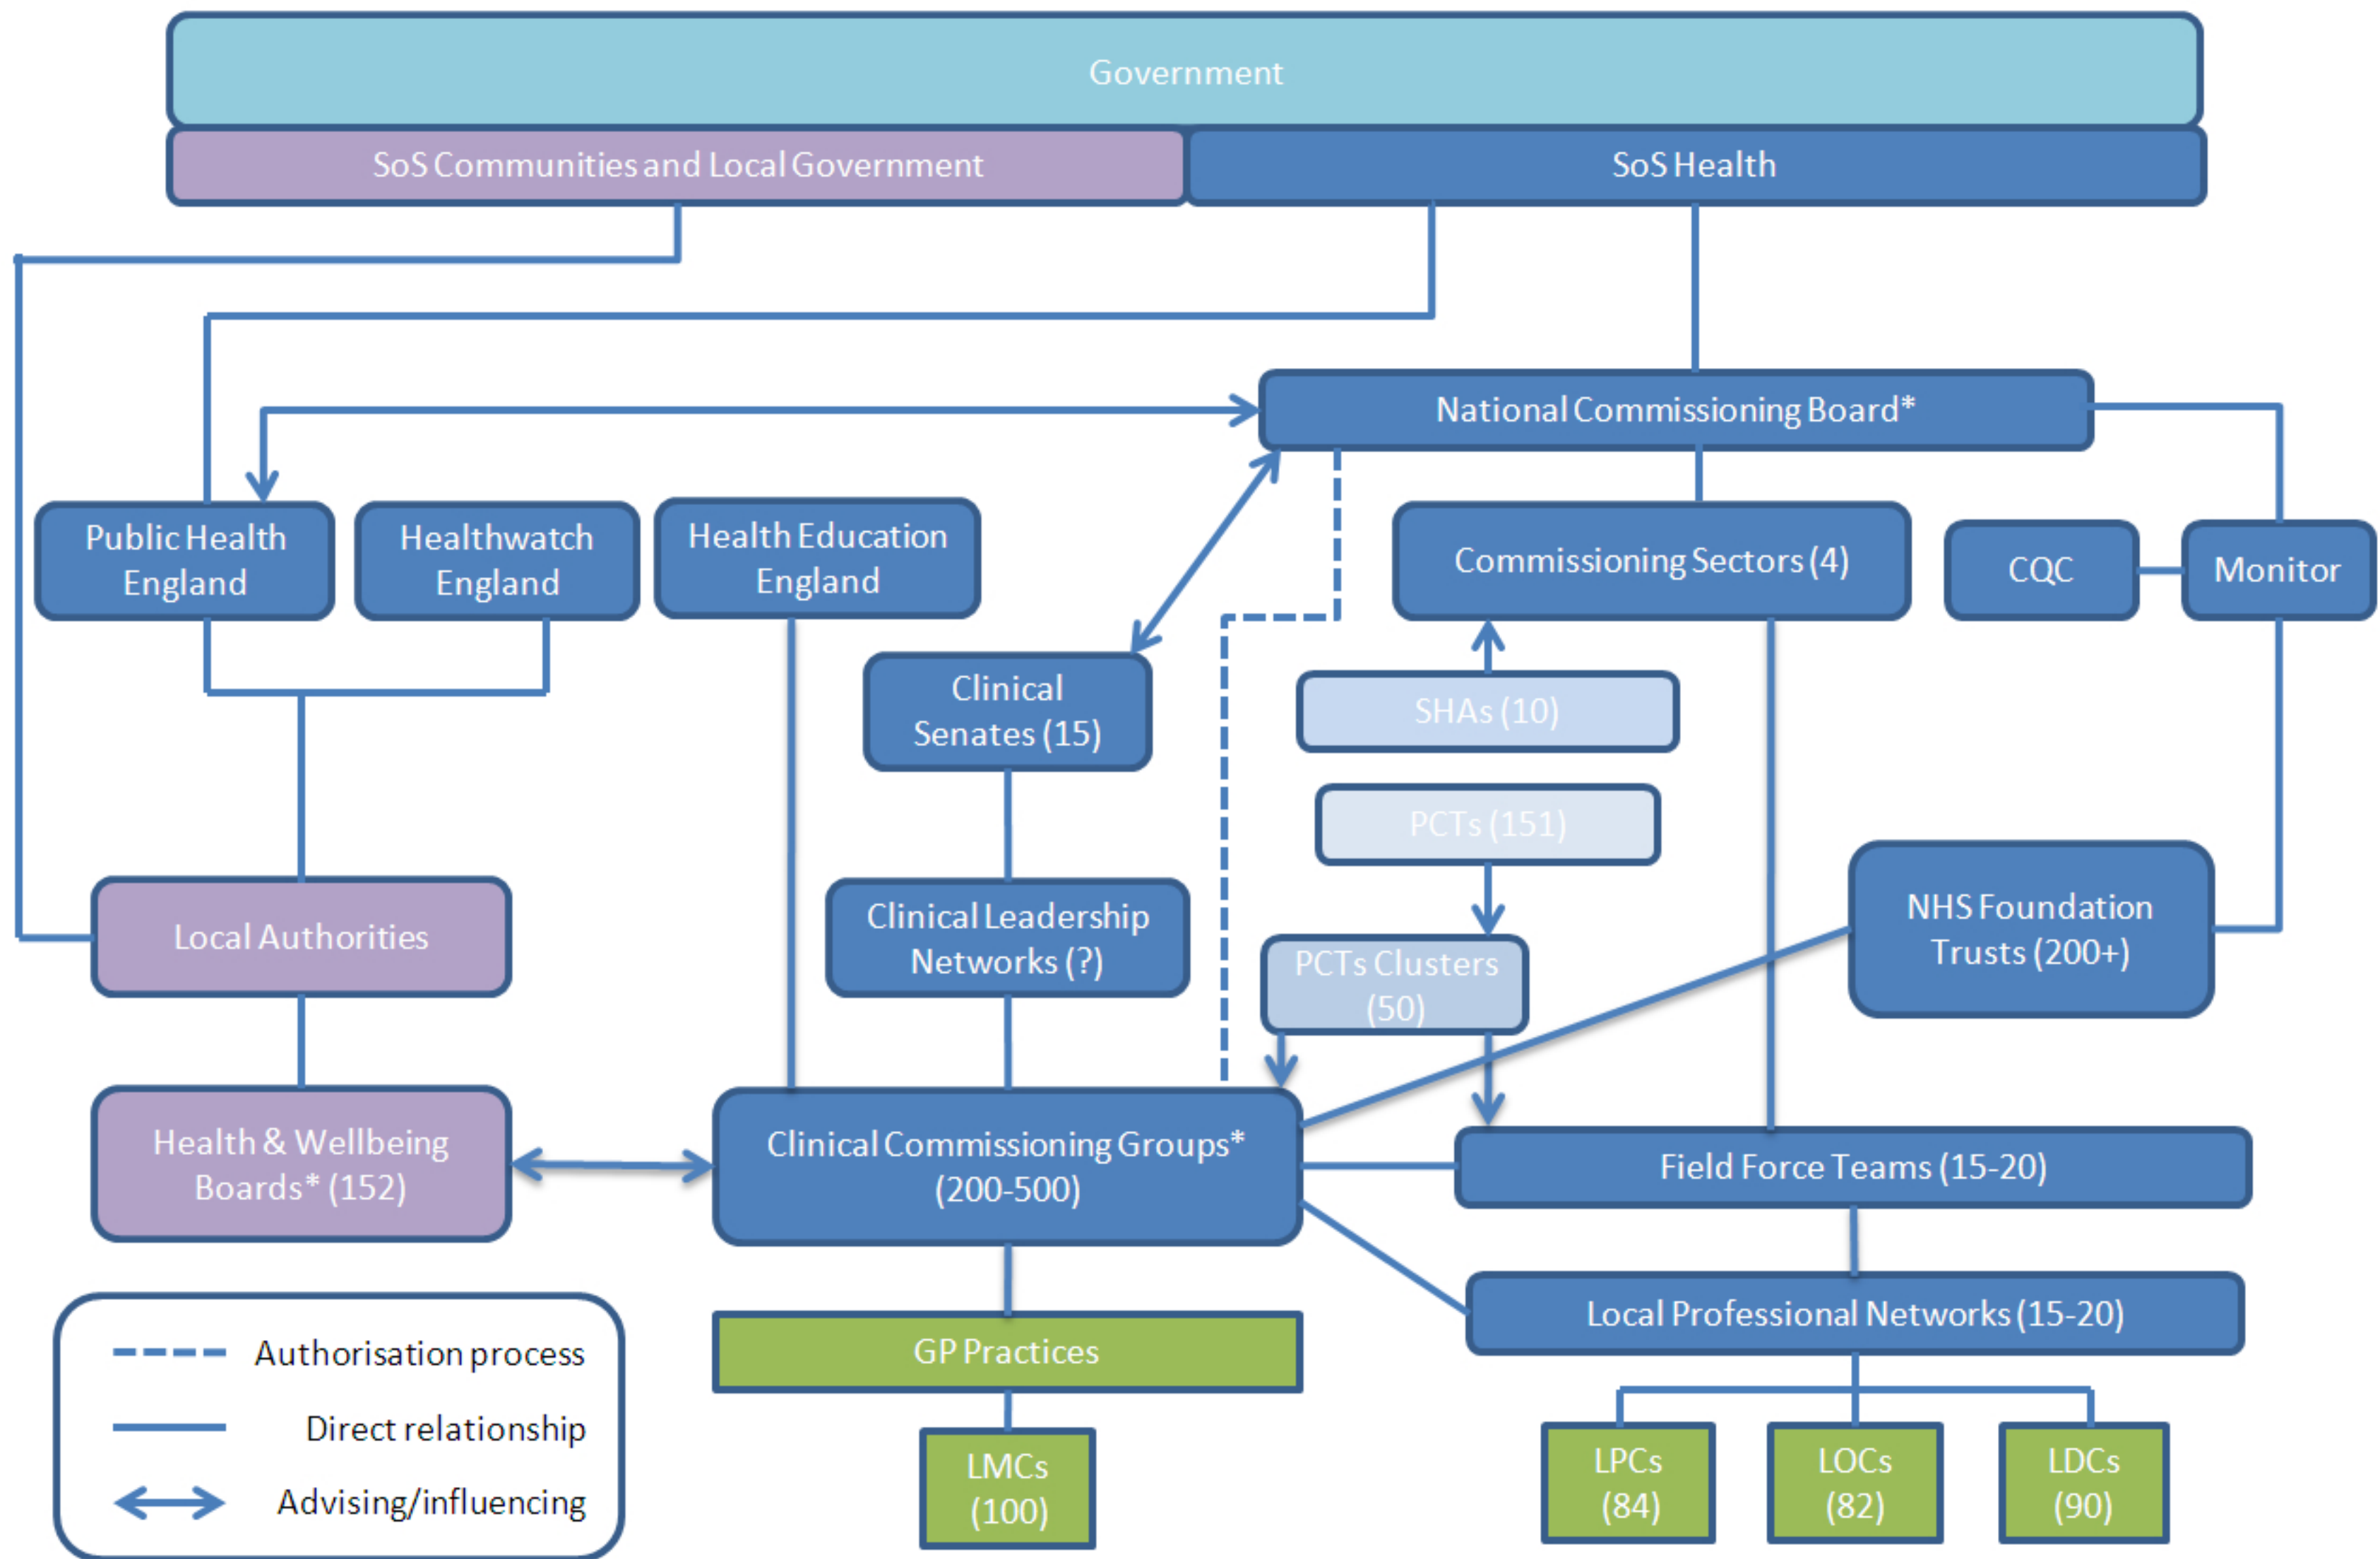 Government
SoS Communities and Local Government
SoS Health
National Commissioning Board*
Public Health
England
Healthwatch
England
Health Education
England
Commissioning Sectors (4)
CQC
Monitor
Clinical
Senates (15)
SHAs (10)
PCTs (151)
Local Authorities
Clinical Leadership
Networks (?)
PCTs Clusters
(50)
NHS Foundation
Trusts (200+)
Health & Wellbeing
Boards* (152)
Clinical Commissioning Groups*
(200-500)
Field Force Teams (15-20)
Local Professional Networks (15-20)
GP Practices
LMCs
(100)
LPCs
(84)
LOCs
(82)
LDCs
(90)
Authorisation process
Direct relationship
Advising/influencing